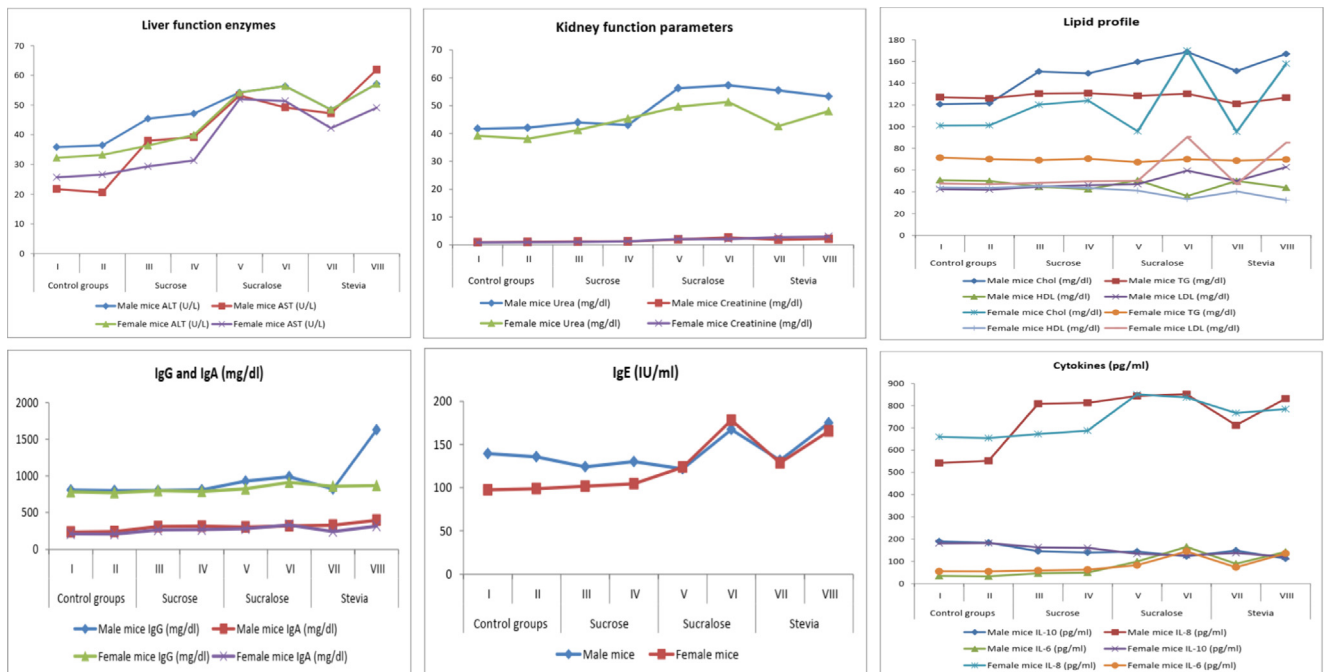 Liver function enzymes
70
60
50
40
30
20
10
0
I II III IV V VI VII VIII
Control groups Sucrose Sucralose Stevia
Male mice ALT (U/L) Male mice AST (U/L)
Female mice ALT (U/L) Female mice AST (U/L)
Kidney function parameters
80
70
60
50
40
30
20
10
0
I II III IV V VI VII VIII
Control groups Sucrose Sucralose Stevia
Male mice Urea (mg/dl) Male mice Creatinine (mg/dl)
Female mice Urea (mg/dl) Female mice Creatinine (mg/dl)
Lipid profile
180
160
140
120
100
80
60
40
20
0
I II III IV V VI VII VIII
Control groups Sucrose Sucralose Stevia
Male mice Chol (mg/dl) Male mice TG (mg/dl)
Male mice HDL (mg/dl) Male mice LDL (mg/dl)
Female mice Chol (mg/dl) Female mice TG (mg/dl)
Female mice HDL (mg/dl) Female mice LDL (mg/dl)
IgG and IgA (mg/dl)
2000
1500
1000
500
0
I II III IV V VI VII VIII
Control groups Sucrose Sucralose Stevia
Male mice IgG (mg/dl) Male mice IgA (mg/dl)
Female mice IgG (mg/dl) Female mice IgA (mg/dl)
IgE (IU/ml)
200
150
100
50
0
I II III IV V VI VII VIII
Control groups Sucrose Sucralose Stevia
Male mice Female mice
Cytokines (pg/ml)
900
800
700
600
500
400
300
200
100
0
I II III IV V VI VII VIII
Control groups Sucrose Sucralose Stevia
Male mice IL-10 (pg/ml) Male mice IL-8 (pg/ml)
Male mice IL-6 (pg/ml) Female mice IL-10 (pg/ml)
Female mice IL-8 (pg/ml) Female mice IL-6 (pg/ml)